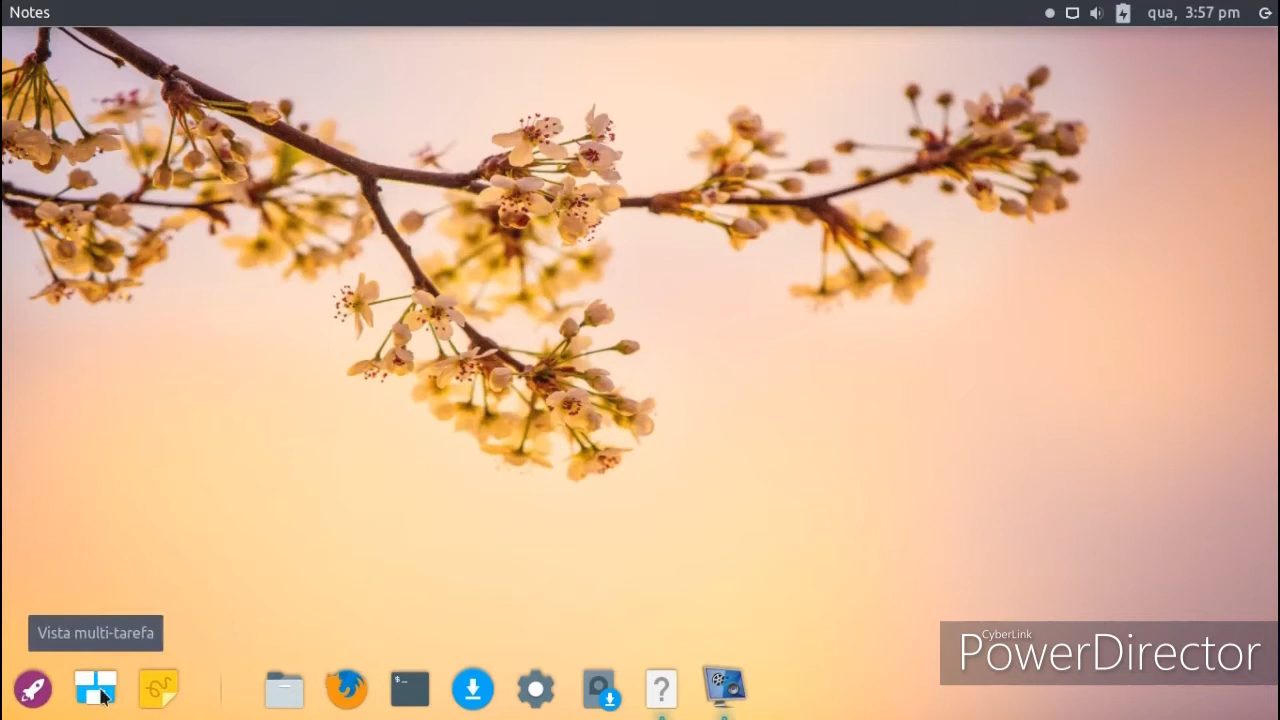 Notes
qua, 3:57 pm
Vista multi-tarefa
CyberLink
PowerDirector
$_
?